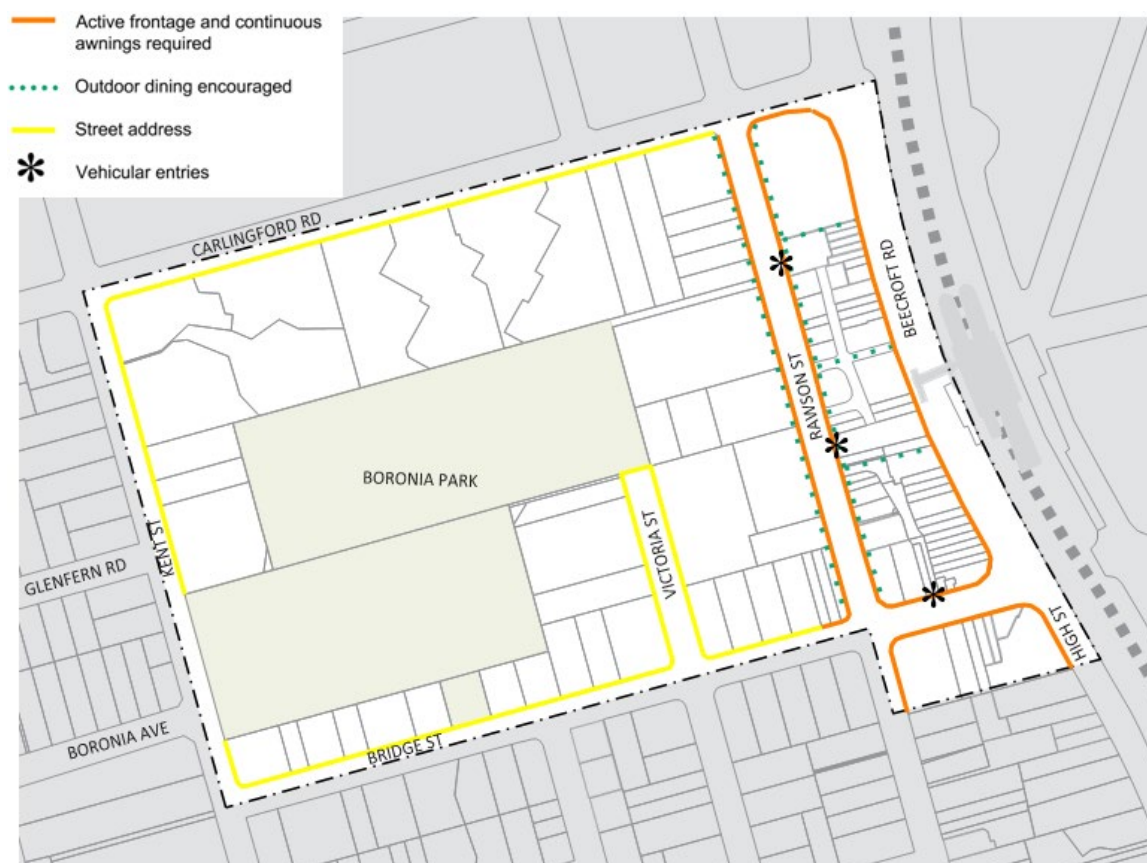 Active frontage and continuous
awnings required
Outdoor dining encouraged
Street address
Vehicular entries
CARLINGFORD RD
BEECROFT RD
RAWSON ST
BORONIA PARK
VICTORIA ST
KENT ST
GLENFERN RD
HIGH ST
BORONIA AVE
BRIDGE ST